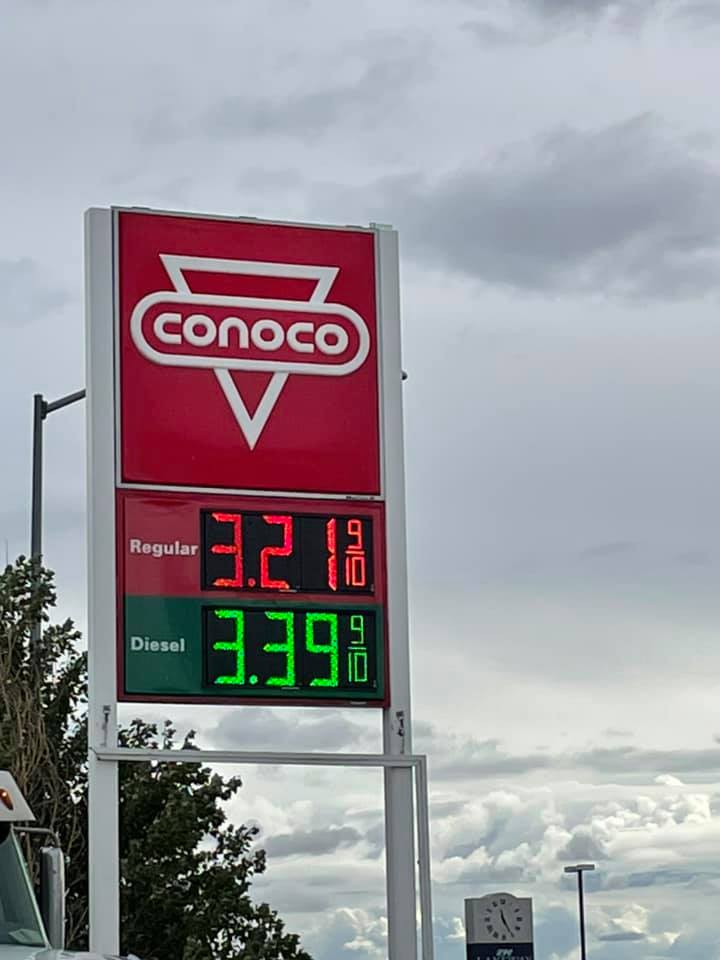 CONOCO
Regular 3.21 9/10
Diesel 3.39 9/10